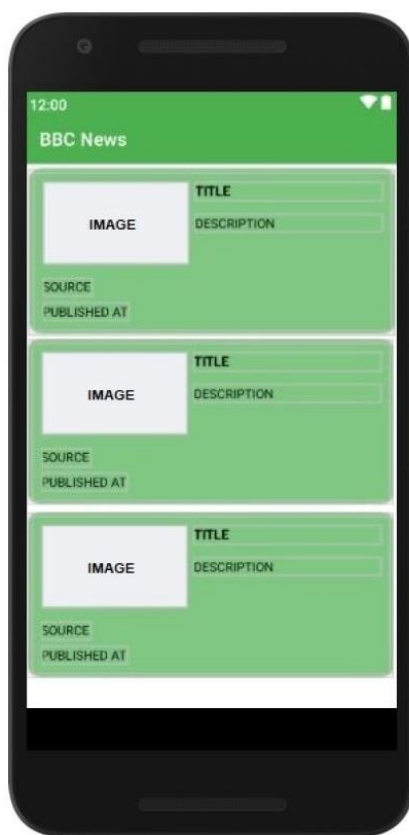 12:00
BBC News
TITLE
IMAGE
DESCRIPTION
SOURCE
PUBLISHED AT
TITLE
IMAGE
DESCRIPTION
SOURCE
PUBLISHED AT
TITLE
IMAGE
DESCRIPTION
SOURCE
PUBLISHED AT